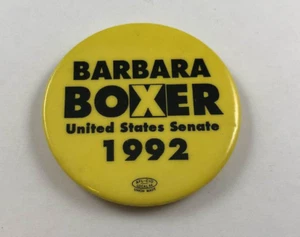 BARBARA
BOXER
United States Senate
1992